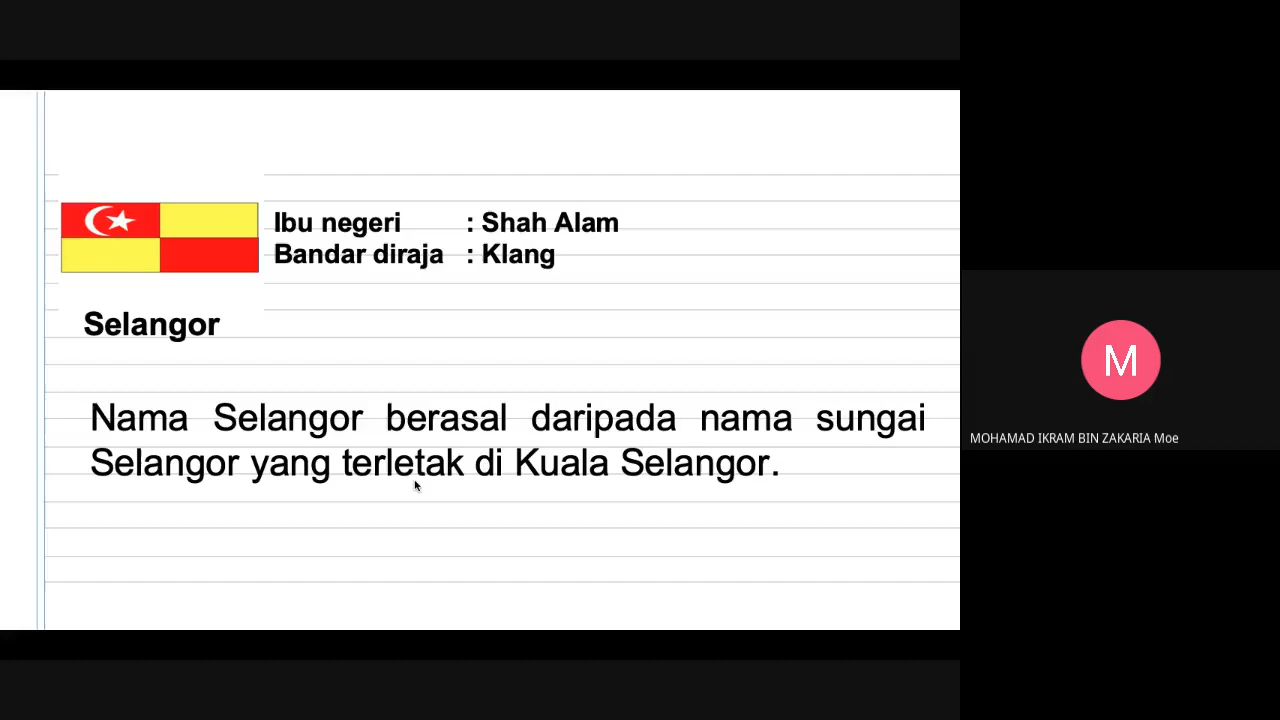 Ibu negeri : Shah Alam
Bandar diraja : Klang
Selangor
Nama Selangor berasal daripada nama sungai
Selangor yang terletak di Kuala Selangor.
M
MOHAMAD IKRAM BIN ZAKARIA Moe